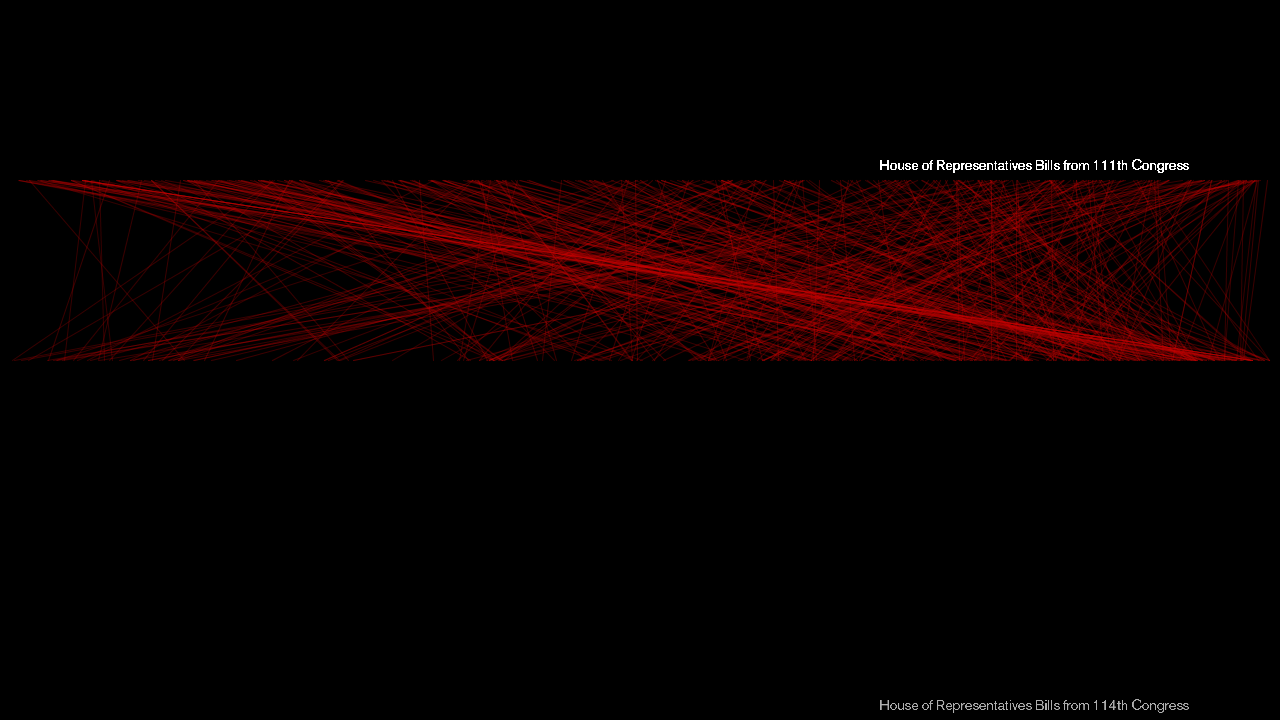 House of Representatives Bills from 111th Congress
House of Representatives Bills from 114th Congress